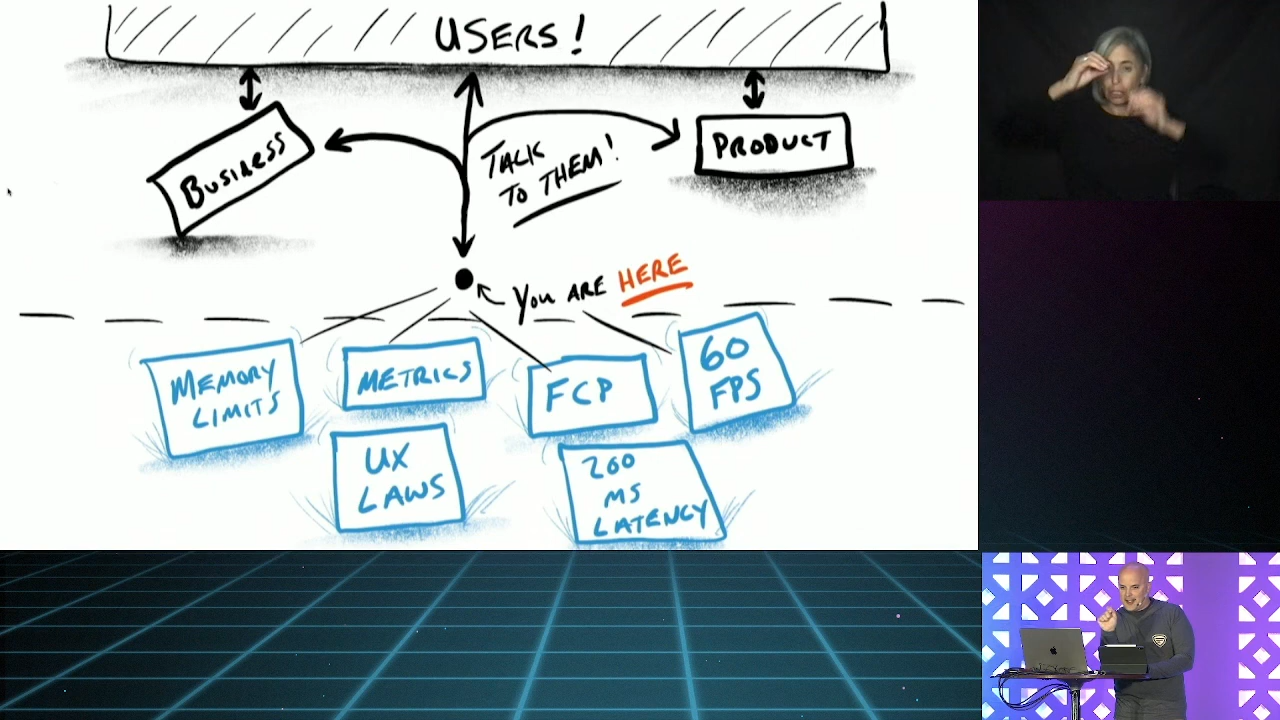 USERS!
BUSINESS
TALK
TO THEM!
PRODUCT
YOU ARE HERE
MEMORY
LIMITS
METRICS
FCP
60
FPS
UX
LAWS
200
MS
LATENCY